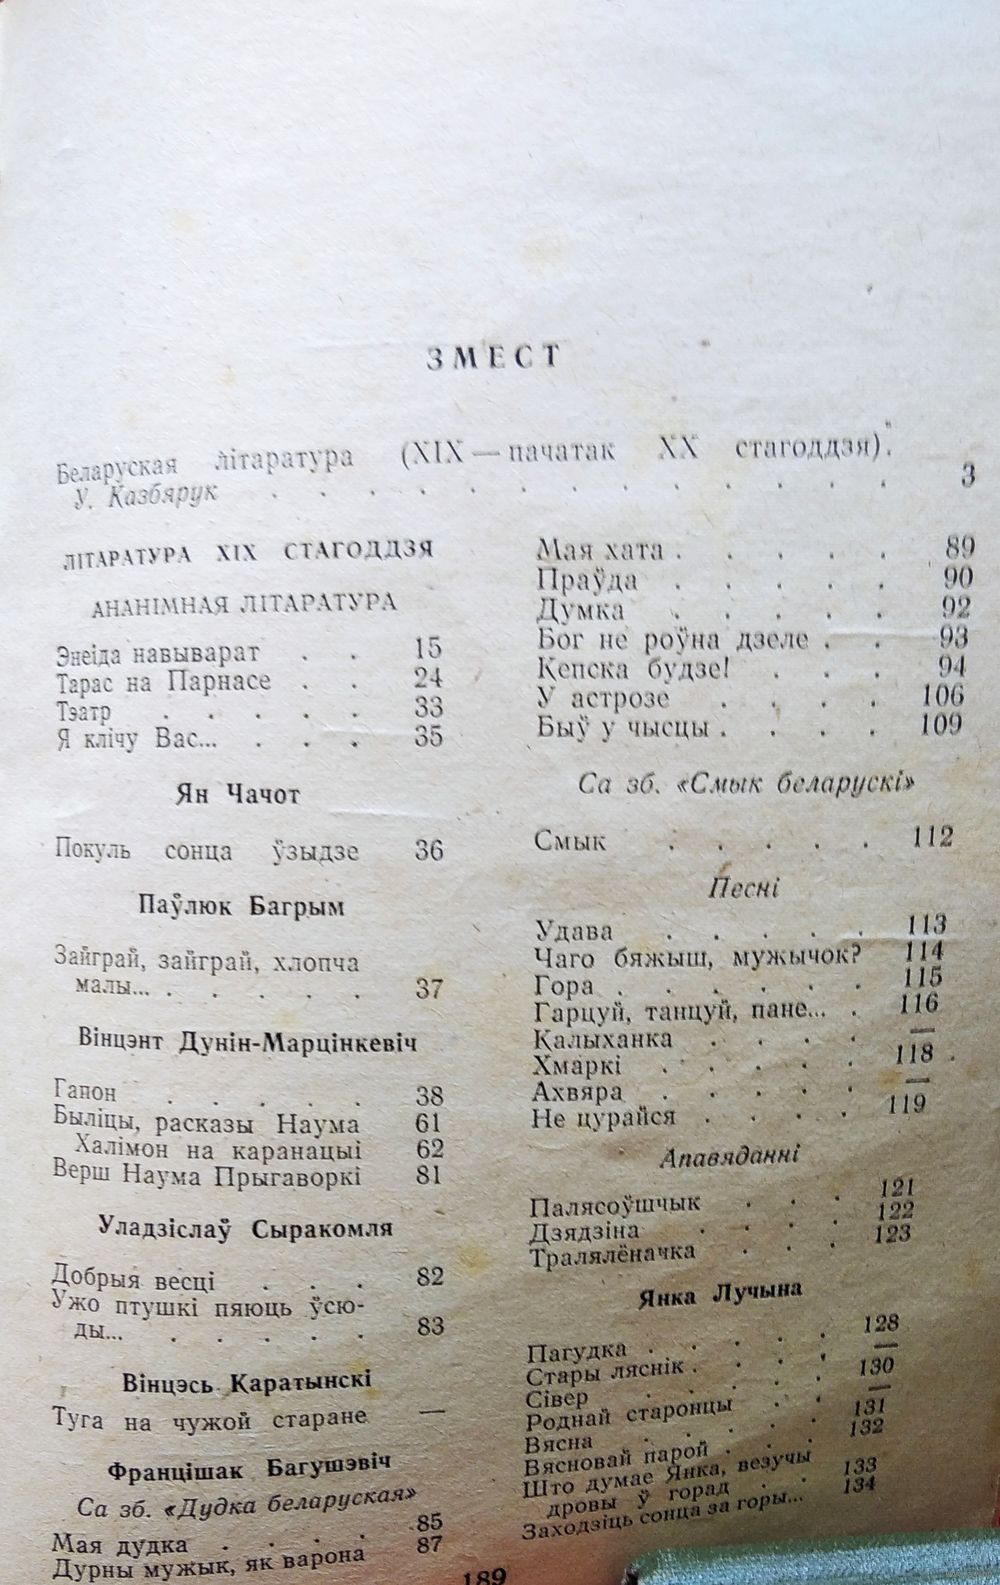 ЗМЕСТ
Беларуская літаратура (XIX — пачатак XX стагоддзя).
У. Казбярук . . . . . . . . . . . . 3
ЛІТАРАТУРА XIX СТАГОДДЗЯ
АНАНІМНАЯ ЛІТАРАТУРА
Энеіда навыварат . . 15
Тарас на Парнасе . . 24
Тэатр . . . . . 33
Я клічу Вас... . . . 35
Ян Чачот
Покуль сонца ўзыдзе 36
Паўлюк Багрым
Зайграй, зайграй, хлопча
малы... . . . . . 37
Вінцэнт Дунін-Марцінкевіч
Гапон . . . . . 38
Быліцы, расказы Наума 61
Халімон на каранацыі 62
Верш Наума Прыгаворкі 81
Уладзіслаў Сыракомля
Добрыя весці . . . 82
Ужо птушкі пяюць ўсю-
ды... . . . . . 83
Вінцэсь Каратынскі
Туга на чужой старане —
Францішак Багушэвіч
Са зб. «Дудка беларуская»
Мая дудка . . . . 85
Дурны мужык, як варона 87
Мая хата . . . . . 89
Праўда . . . . . 90
Думка . . . . . 92
Бог не роўна дзеле . . 93
Кепска будзе! . . . 94
У астрозе . . . . 106
Быў у чысцы . . . . 109
Са зб. «Смык беларускі»
Смык . . . . . 112
Песні
Удава . . . . . 113
Чаго бяжыш, мужычок? 114
Гора . . . . . . 115
Гарцуй, танцуй, пане... . 116
Калыханка . . . . —
Хмаркі . . . . . 118
Ахвяра . . . . . —
Не цурайся . . . . 119
Апавяданні
Палясоўшчык . . . 121
Дзядзіна . . . . 122
Тралялёначка . . . 123
Янка Лучына
Пагудка . . . . . 128
Стары ляснік . . . . —
Сівер . . . . . 130
Роднай старонцы . . —
Вясна . . . . . 131
Вясновай парой . . . 132
Што думае Янка, везучы
дровы ў горад . . 133
Заходзіць сонца за горы... 134
189